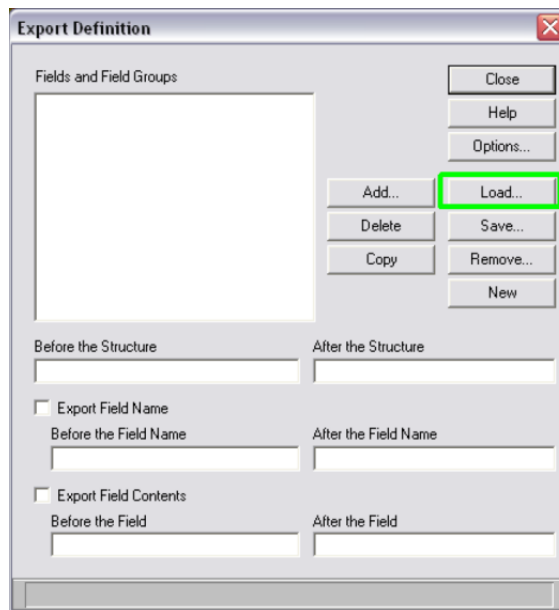 Export Definition
Fields and Field Groups
Close
Help
Options...
Add...
Load...
Delete
Save...
Copy
Remove...
New
Before the Structure
After the Structure
Export Field Name
Before the Field Name
After the Field Name
Export Field Contents
Before the Field
After the Field